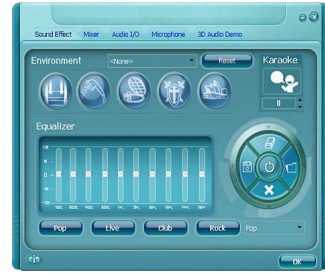 Sound Effect Mixer Audio I/O Microphone 3D Audio Demo
Environment <None> Reset Karaoke
0
Equalizer
Pop Live Club Rock Pop
OK